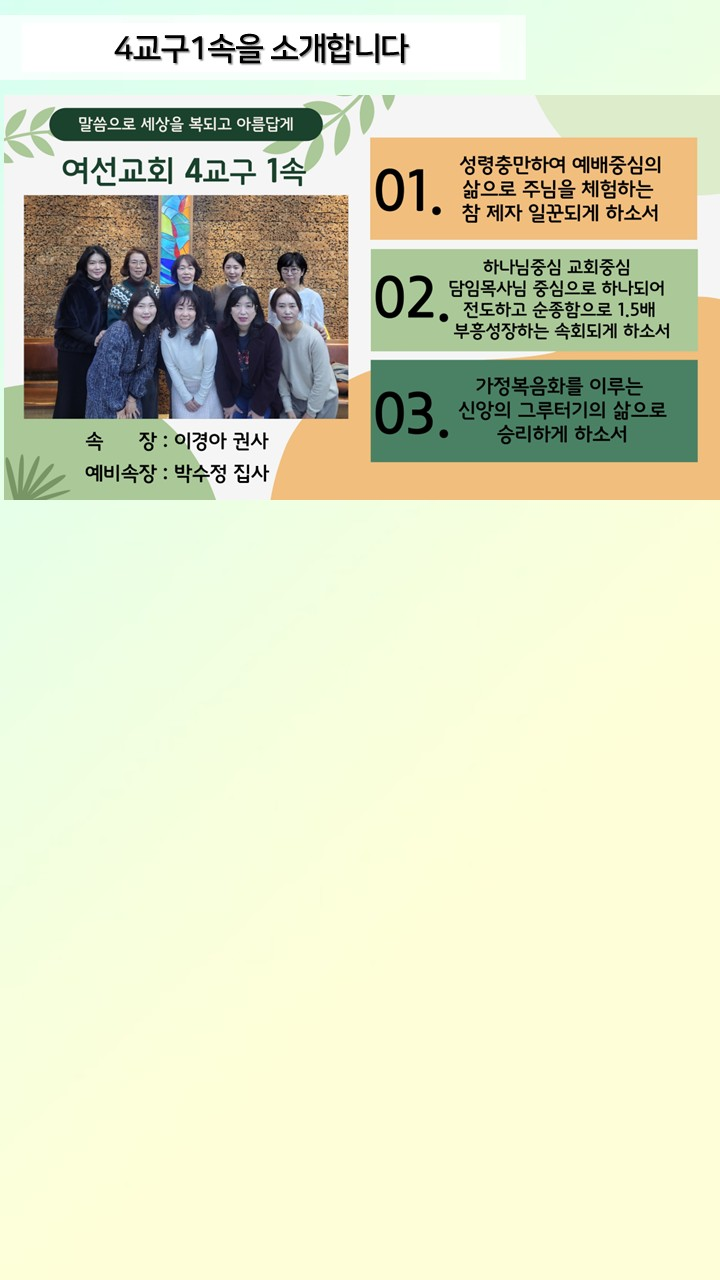 4교구1속을 소개합니다
말씀으로 세상을 복되고 아름답게
여선교회 4교구 1속
속 장 : 이경아 권사
예비속장 : 박수정 집사
01.
성령충만하여 예배중심의
삶으로 주님을 체험하는
참 제자 일꾼되게 하소서
02.
하나님중심 교회중심
담임목사님 중심으로 하나되어
전도하고 순종함으로 1.5배
부흥성장하는 속회되게 하소서
03.
가정복음화를 이루는
신앙의 그루터기의 삶으로
승리하게 하소서